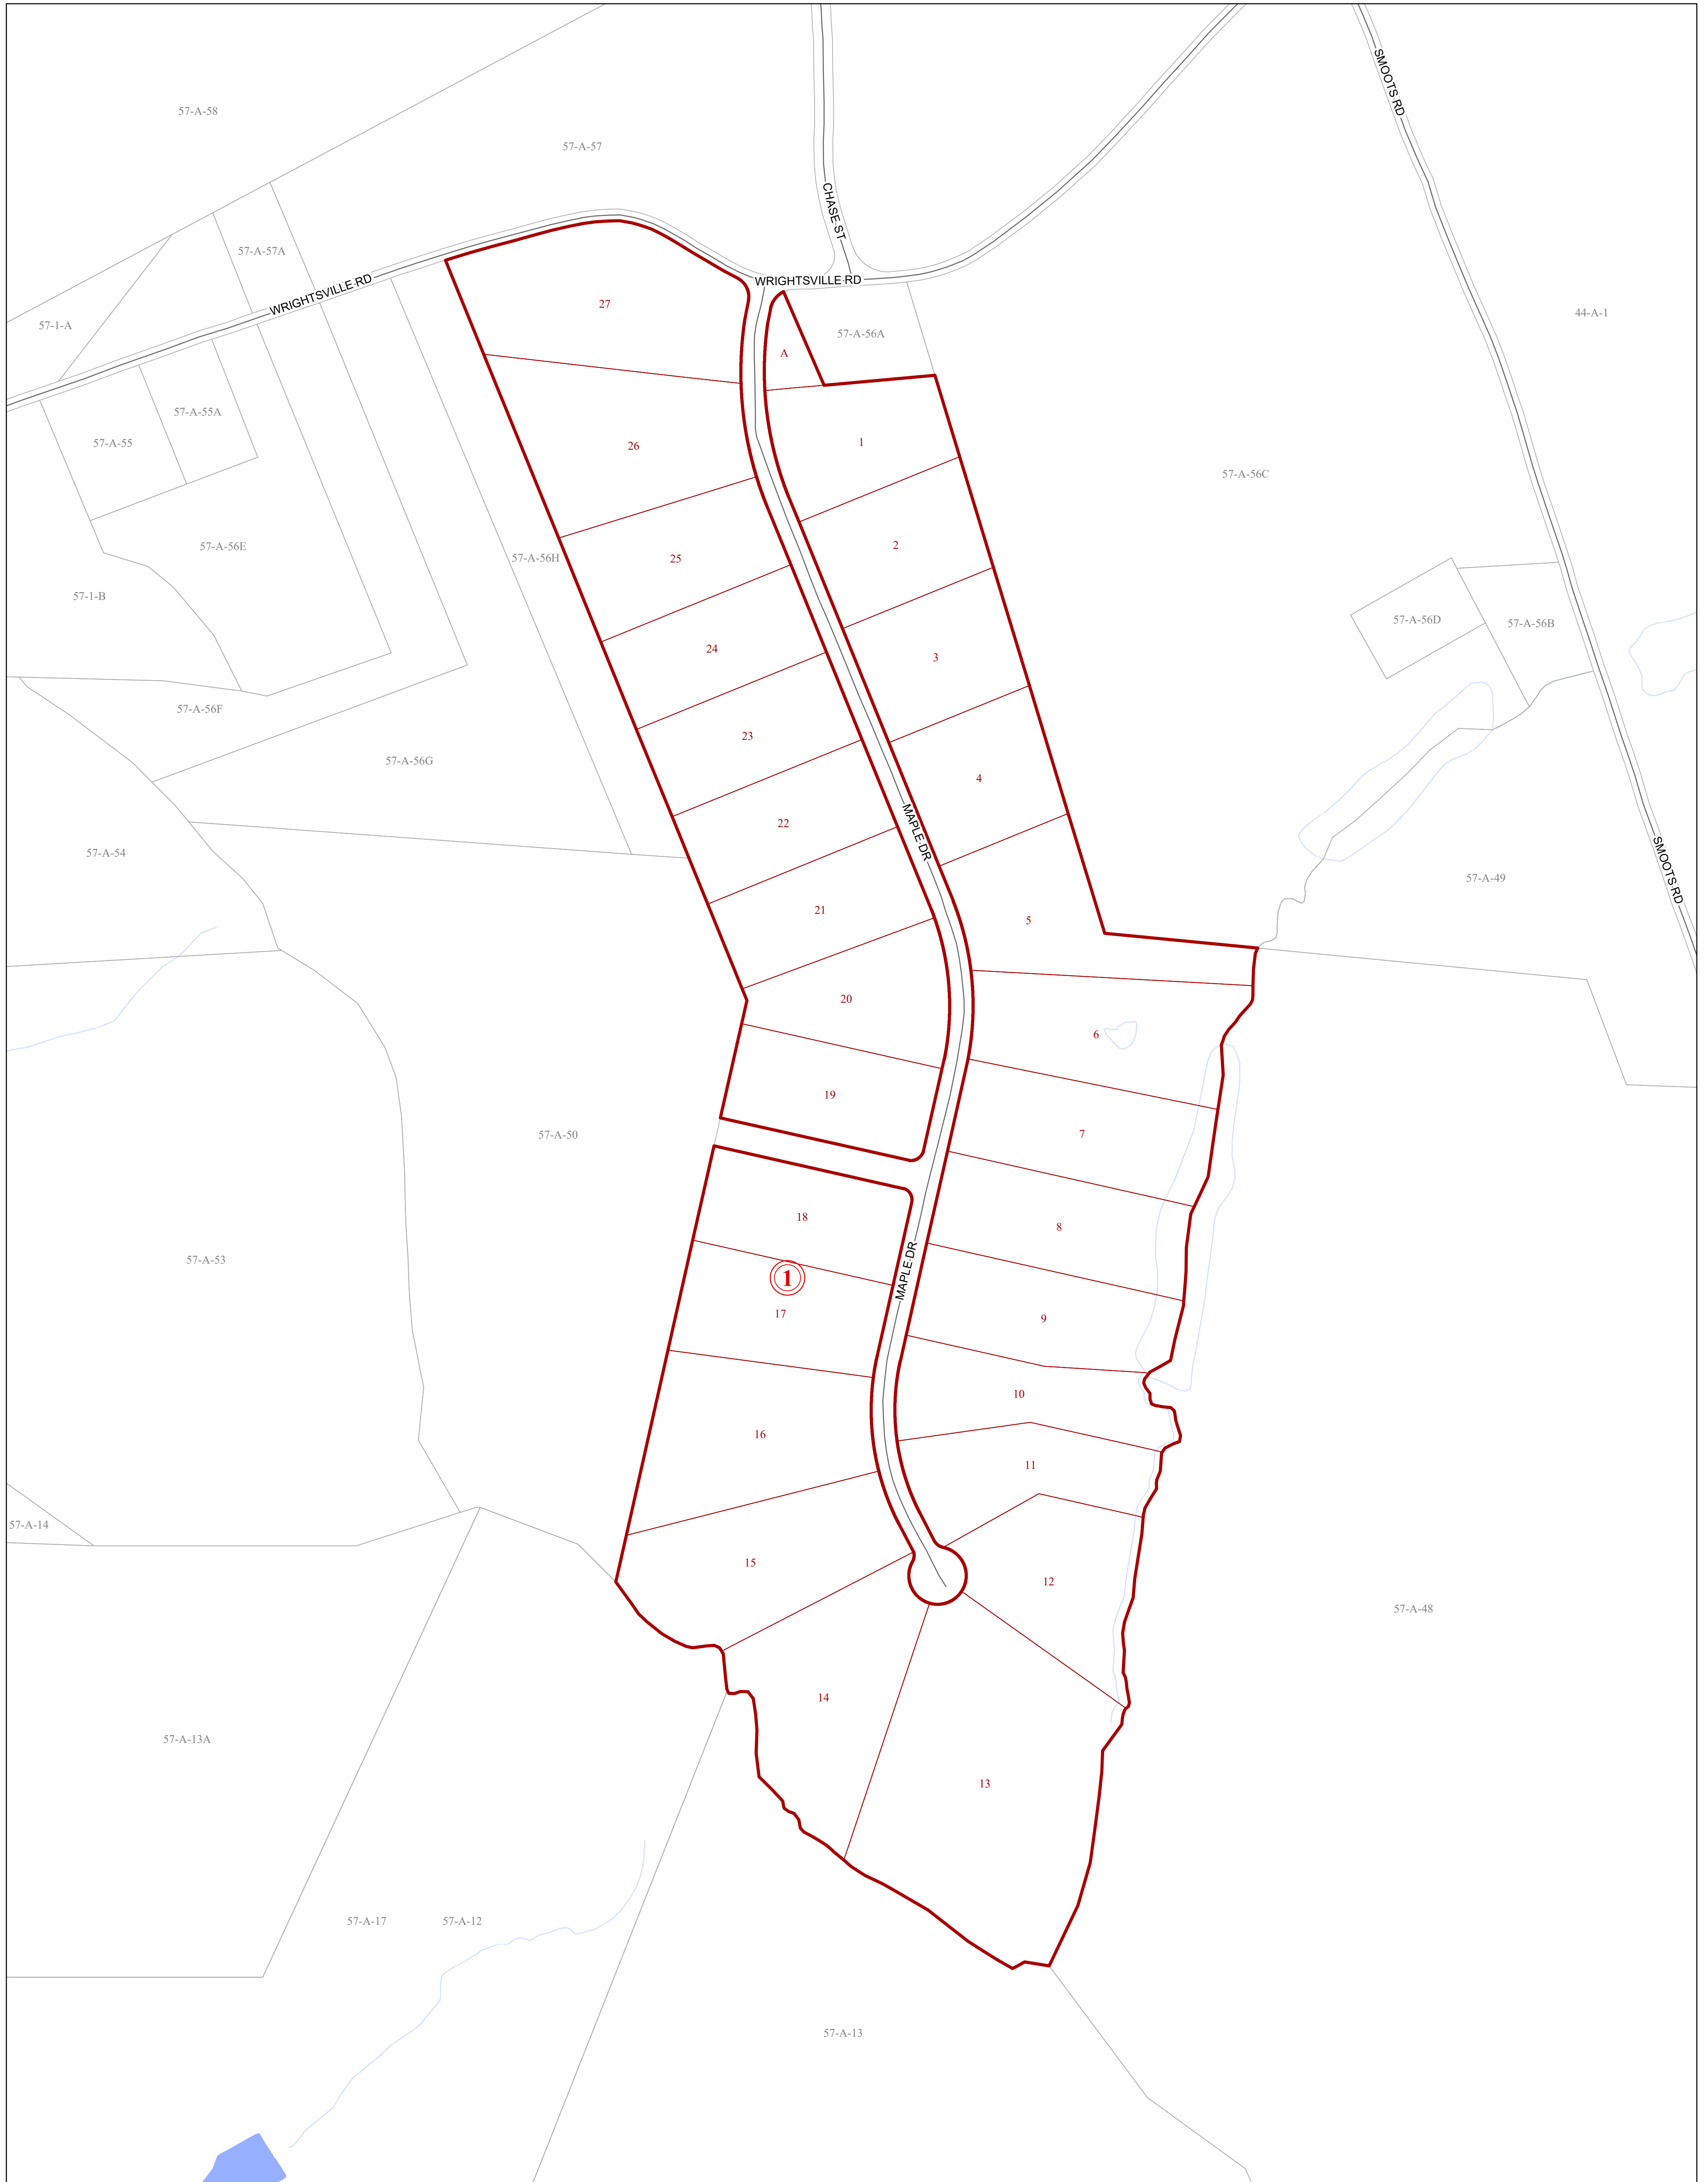 SMOOTS RD
57-A-58
57-A-57
CHASE ST
57-A-57A
WRIGHTSVILLE RD
WRIGHTSVILLE RD
27
44-A-1
57-1-A
57-A-56A
A
57-A-55A
57-A-55
1
26
57-A-56C
2
57-A-56E
57-A-56H
25
57-1-B
57-A-56D
57-A-56B
24
3
57-A-56F
23
57-A-56G
4
22
MAPLE DR
57-A-54
SMOOTS RD
57-A-49
21
5
20
6
19
57-A-50
7
18
8
57-A-53
MAPLE DR
1
17
9
10
16
11
57-A-14
15
12
57-A-48
14
57-A-13A
13
57-A-17
57-A-12
57-A-13